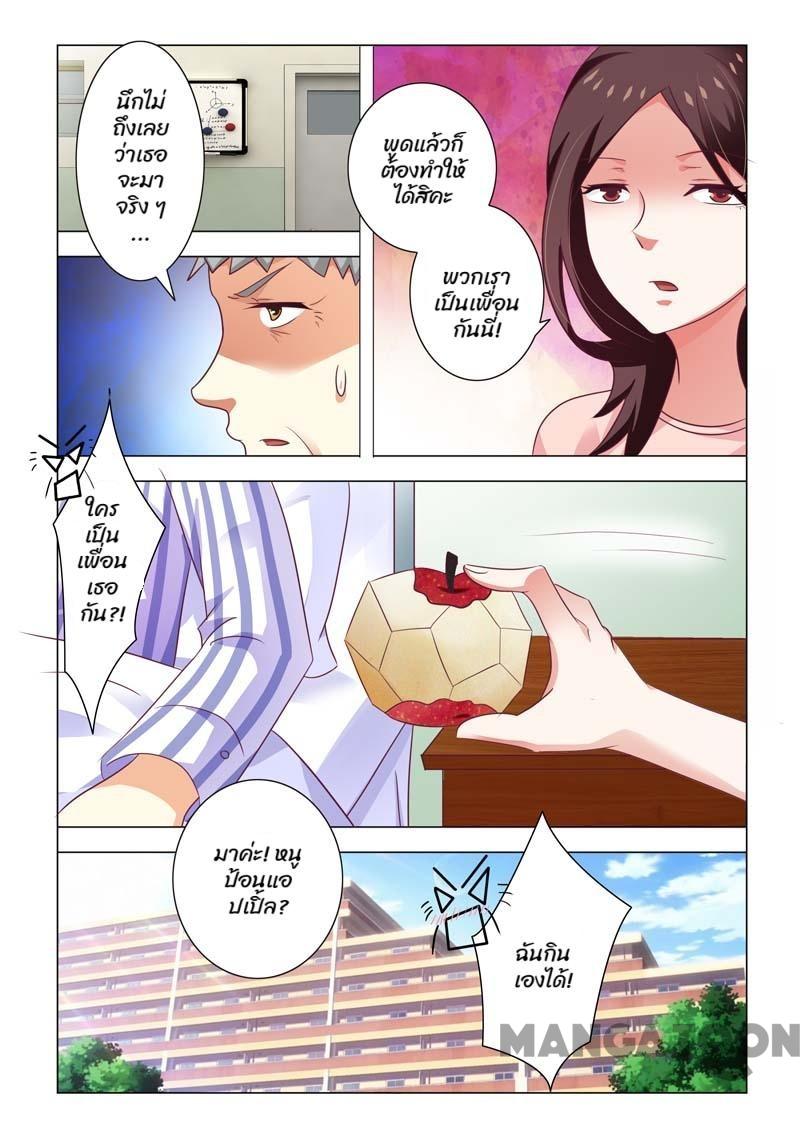 นึกไม่
ถึงเลย
ว่าเธอ
จะมา
จริง ๆ
...
พูดแล้วก็
ต้องทำให้
ได้สิคะ
พวกเรา
เป็นเพื่อน
กันนี่!
ใคร
เป็น
เพื่อน
เธอ
กัน?!
มาค่ะ! หนู
ป้อนแอ
ปเปิ้ล?
ฉันกิน
เองได้!
MANGATOON